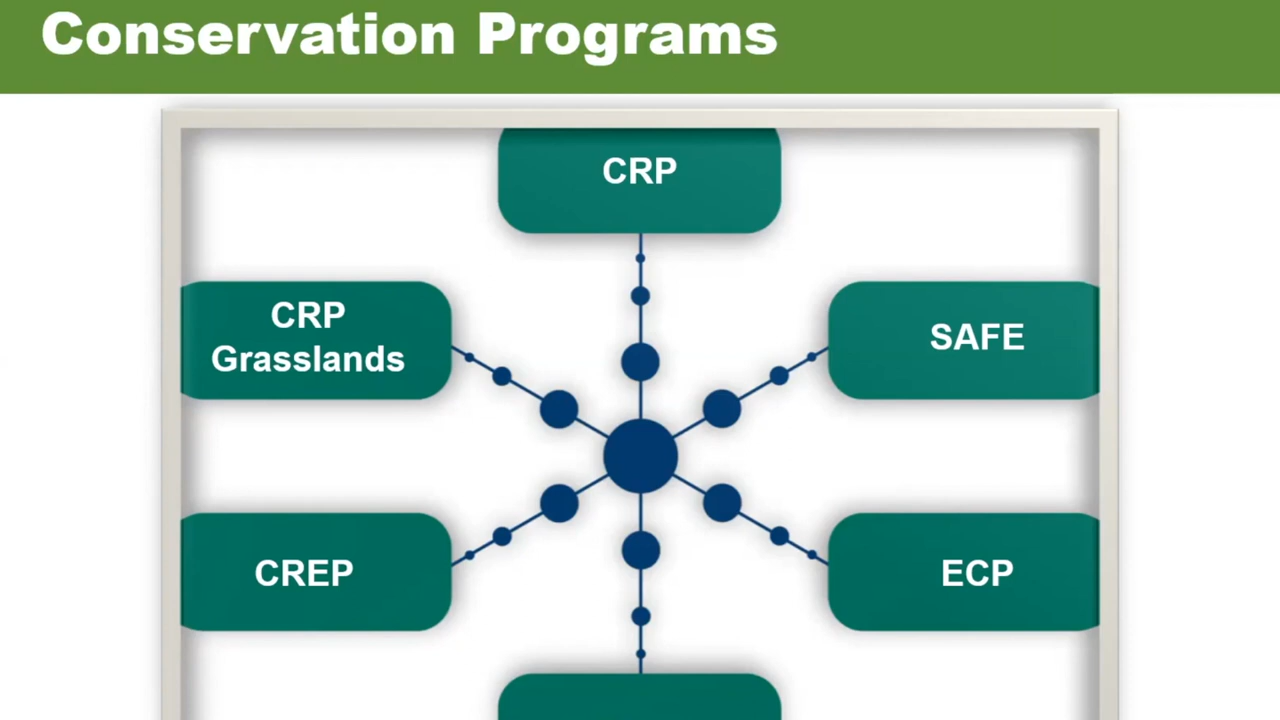 Conservation Programs
CRP
CRP
Grasslands
SAFE
CREP
ECP